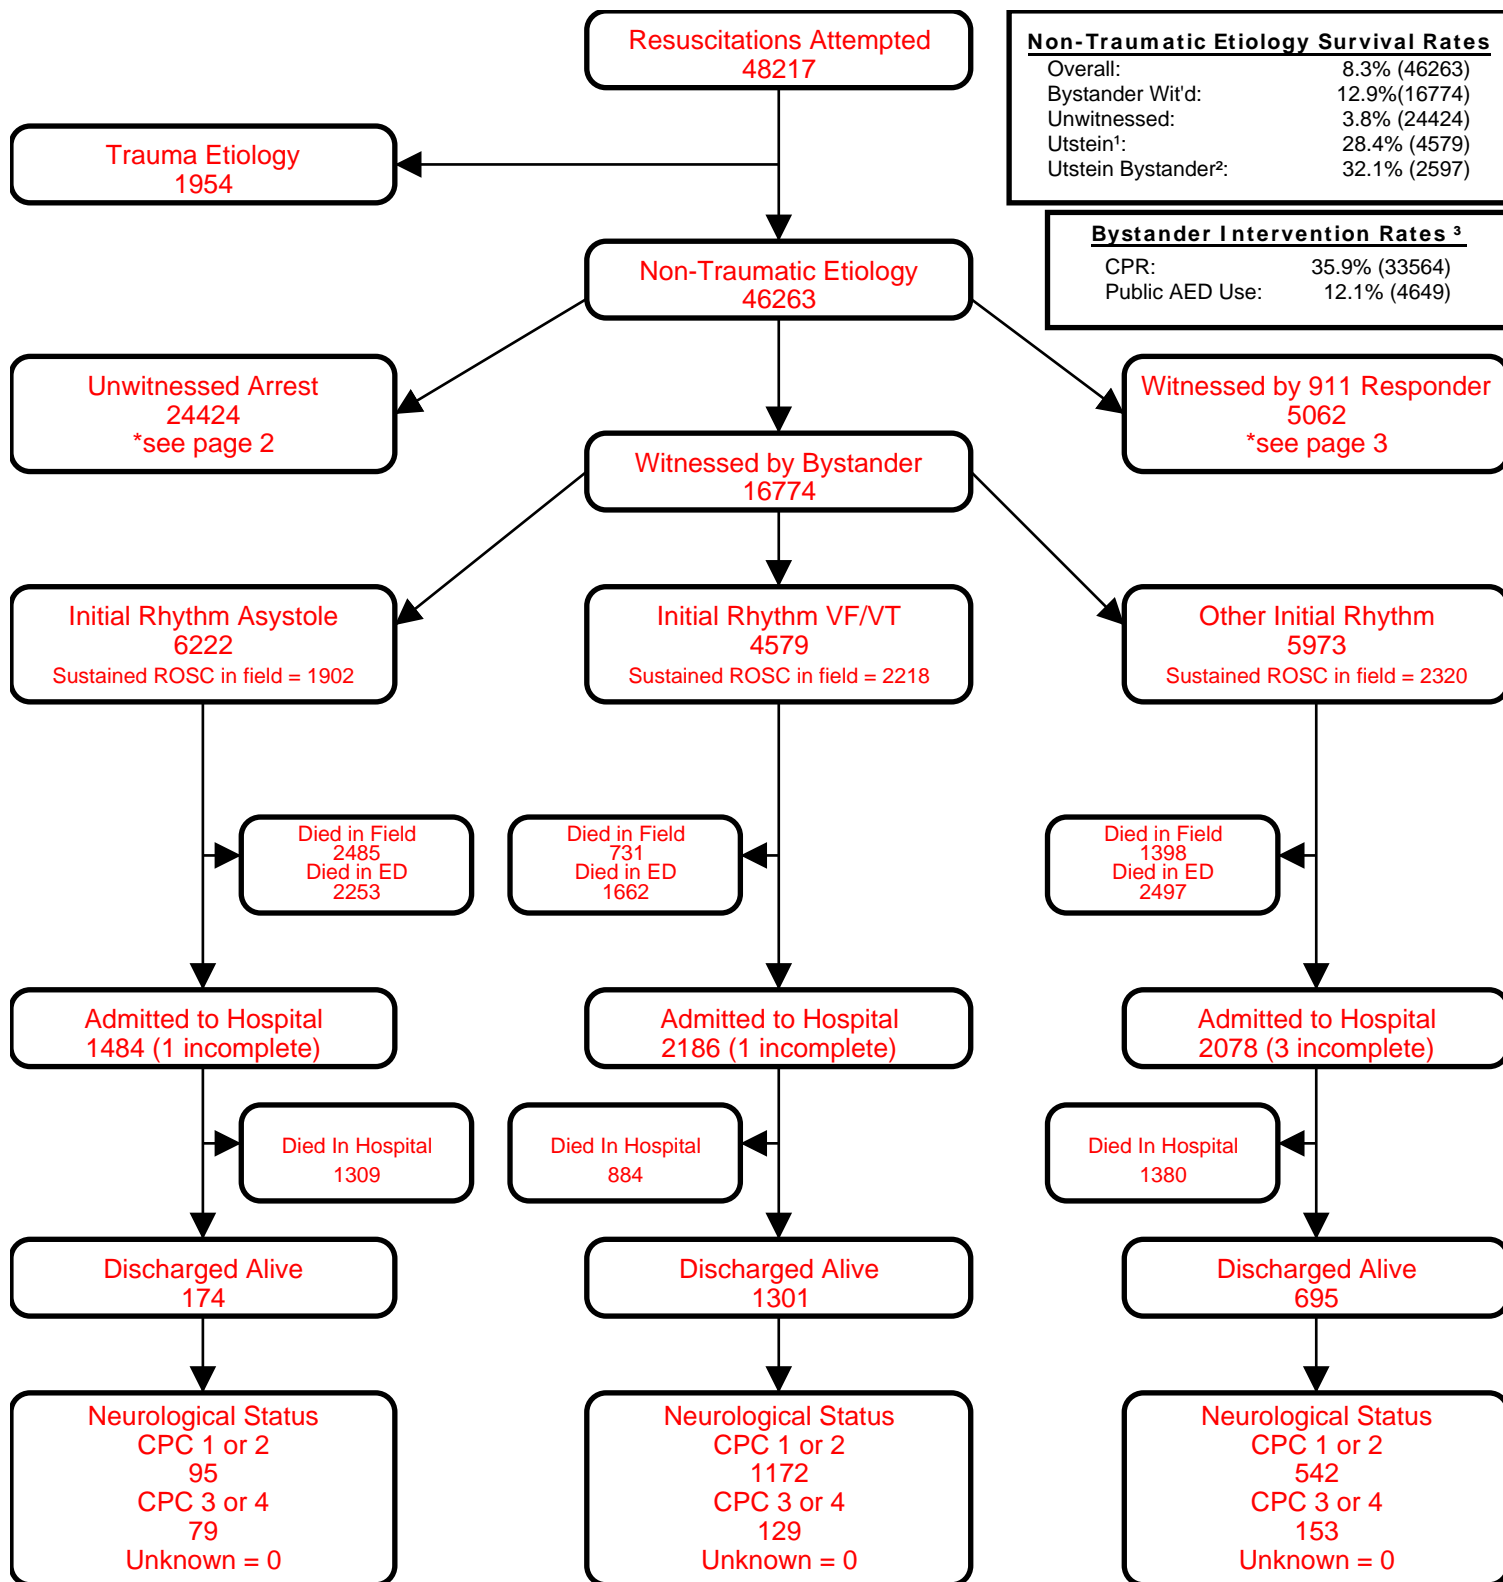 Resuscitations Attempted
48217
Non-Traumatic Etiology Survival Rates
Overall: 8.3% (46263)
Bystander Wit'd: 12.9%(16774)
Unwitnessed: 3.8% (24424)
Utstein¹: 28.4% (4579)
Utstein Bystander²: 32.1% (2597)
Trauma Etiology
1954
Bystander Intervention Rates ³
CPR: 35.9% (33564)
Public AED Use: 12.1% (4649)
Non-Traumatic Etiology
46263
Unwitnessed Arrest
24424
*see page 2
Witnessed by Bystander
16774
Witnessed by 911 Responder
5062
*see page 3
Initial Rhythm Asystole
6222
Sustained ROSC in field = 1902
Initial Rhythm VF/VT
4579
Sustained ROSC in field = 2218
Other Initial Rhythm
5973
Sustained ROSC in field = 2320
Died in Field
2485
Died in ED
2253
Died in Field
731
Died in ED
1662
Died in Field
1398
Died in ED
2497
Admitted to Hospital
1484 (1 incomplete)
Admitted to Hospital
2186 (1 incomplete)
Admitted to Hospital
2078 (3 incomplete)
Died In Hospital
1309
Died In Hospital
884
Died In Hospital
1380
Discharged Alive
174
Discharged Alive
1301
Discharged Alive
695
Neurological Status
CPC 1 or 2
95
CPC 3 or 4
79
Unknown = 0
Neurological Status
CPC 1 or 2
1172
CPC 3 or 4
129
Unknown = 0
Neurological Status
CPC 1 or 2
542
CPC 3 or 4
153
Unknown = 0